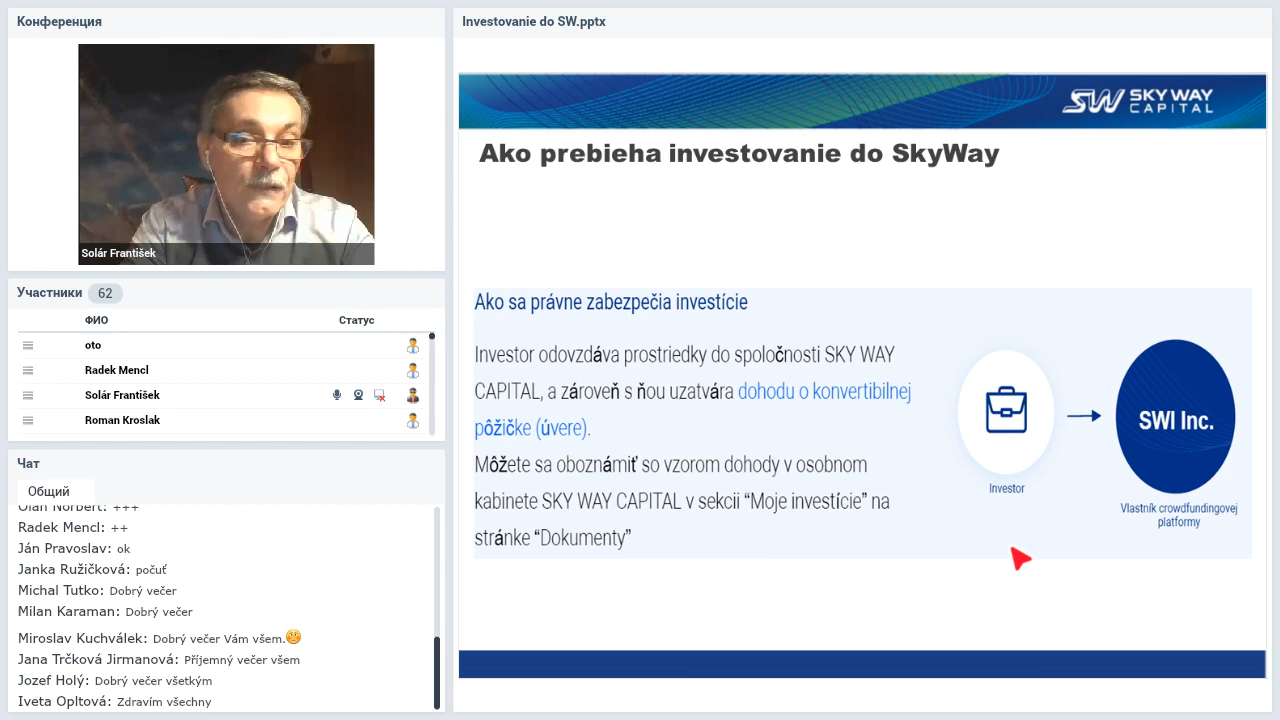 Конференция
Solár František
Участники 62
ФИО Статус
oto
Radek Mencl
Solár František
Roman Kroslak
Чат
Общий
Olah Norbert: +++
Radek Mencl: ++
Ján Pravoslav: ok
Janka Ružičková: počuť
Michal Tutko: Dobrý večer
Milan Karaman: Dobrý večer
Miroslav Kuchválek: Dobrý večer Vám všem.
Jana Trčková Jirmanová: Příjemný večer všem
Jozef Holý: Dobrý večer všetkým
Iveta Opltová: Zdravím všechny
Investovanie do SW.pptx
SW SKY WAY
CAPITAL
Ako prebieha investovanie do SkyWay
Ako sa právne zabezpečia investície
Investor odovzdáva prostriedky do spoločnosti SKY WAY
CAPITAL, a zároveň s ňou uzatvára dohodu o konvertibilnej
pôžičke (úvere).
Môžete sa oboznámiť so vzorom dohody v osobnom
kabinete SKY WAY CAPITAL v sekcii “Moje investície” na
stránke “Dokumenty”
Investor
SWI Inc.
Vlastník crowdfundingovej
platformy